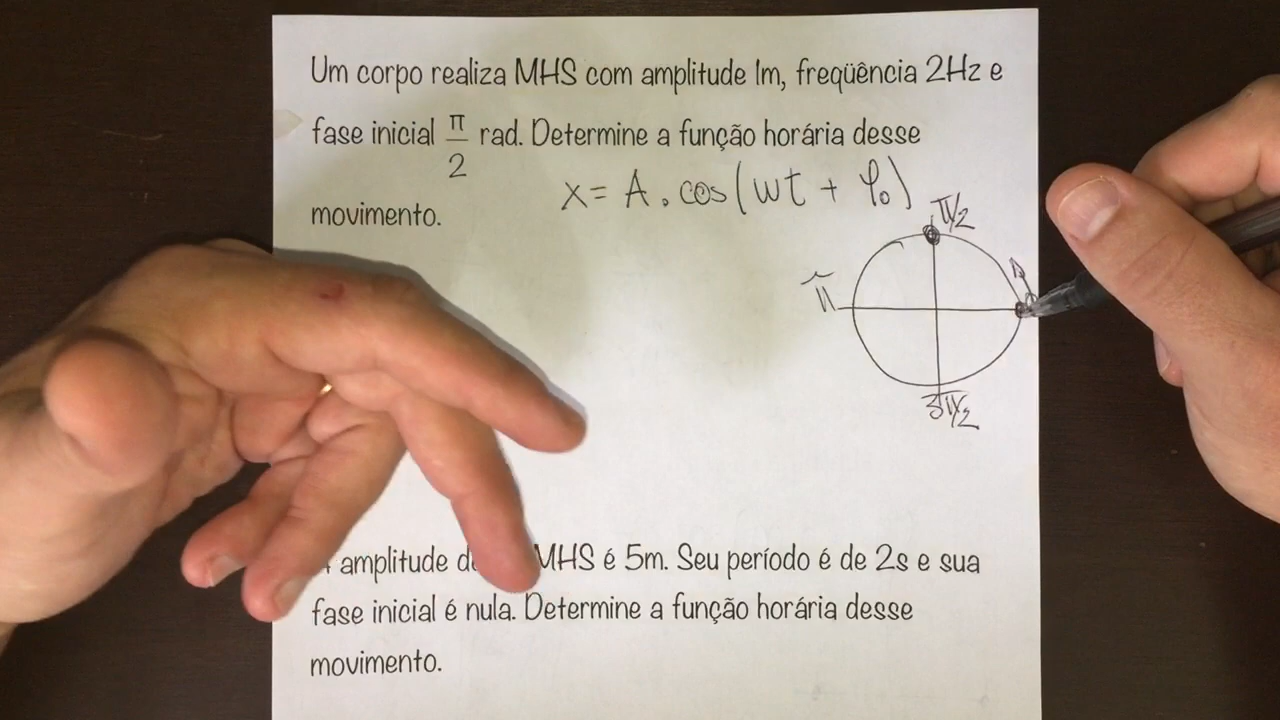 Um corpo realiza MHS com amplitude 1m, freqüência 2Hz e
fase inicial π/2 rad. Determine a função horária desse
movimento.
x = A . cos(wt + φ₀)
π/2
π
3π/2
amplitude MHS é 5m. Seu período é de 2s e sua
fase inicial é nula. Determine a função horária desse
movimento.